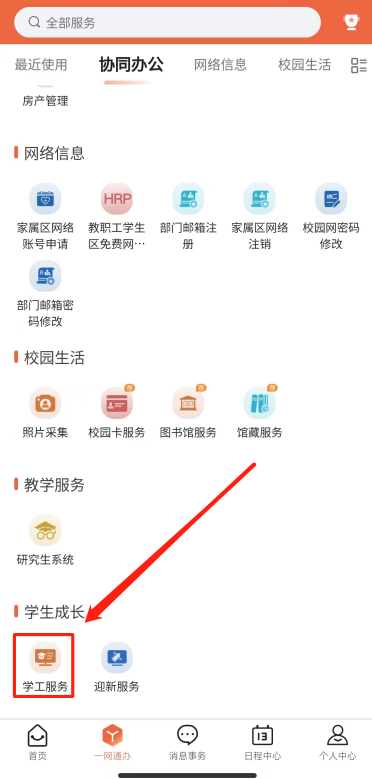 全部服务
最近使用 协同办公 网络信息 校园生活
房产管理
网络信息
HRP
家属区网络 教职工学生 部门邮箱注 家属区网络 校园网密码
账号申请 区免费网… 册 注销 修改
部门邮箱密
码修改
校园生活
照片采集 校园卡服务 图书馆服务 馆藏服务
教学服务
研究生系统
学生成长
学工服务 迎新服务
13
首页 一网通办 消息事务 日程中心 个人中心